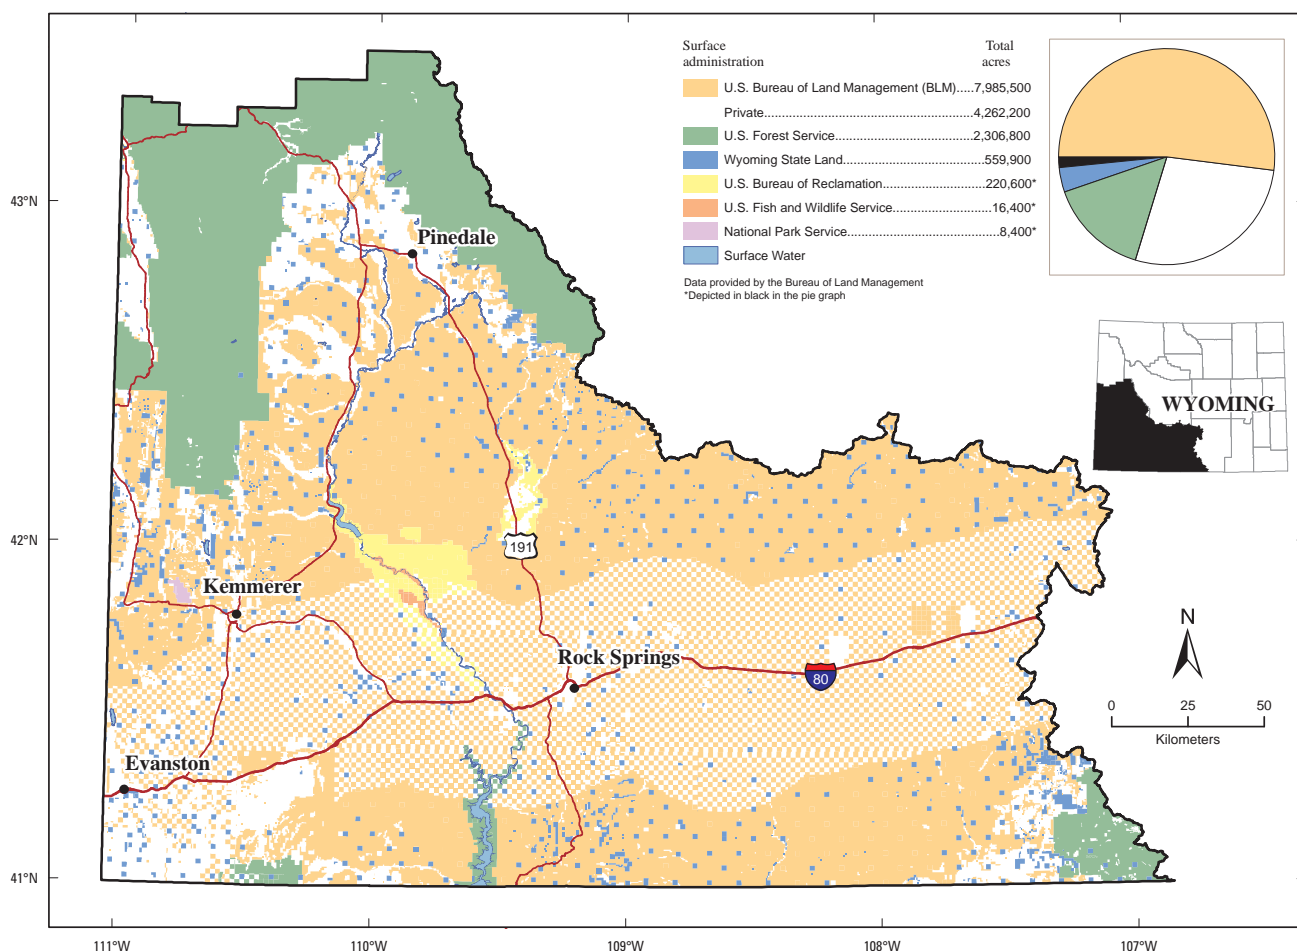 Surface Total
administration acres
U.S. Bureau of Land Management (BLM).....7,985,500
Private................................................4,262,200
U.S. Forest Service...................................2,306,800
Wyoming State Land.................................559,900
U.S. Bureau of Reclamation........................220,600*
U.S. Fish and Wildlife Service.......................16,400*
National Park Service................................8,400*
Surface Water
Data provided by the Bureau of Land Management
*Depicted in black in the pie graph
WYOMING
43°N
Pinedale
42°N
191
Kemmerer
Rock Springs
80
N
0 25 50
Kilometers
Evanston
41°N
111°W 110°W 109°W 108°W 107°W